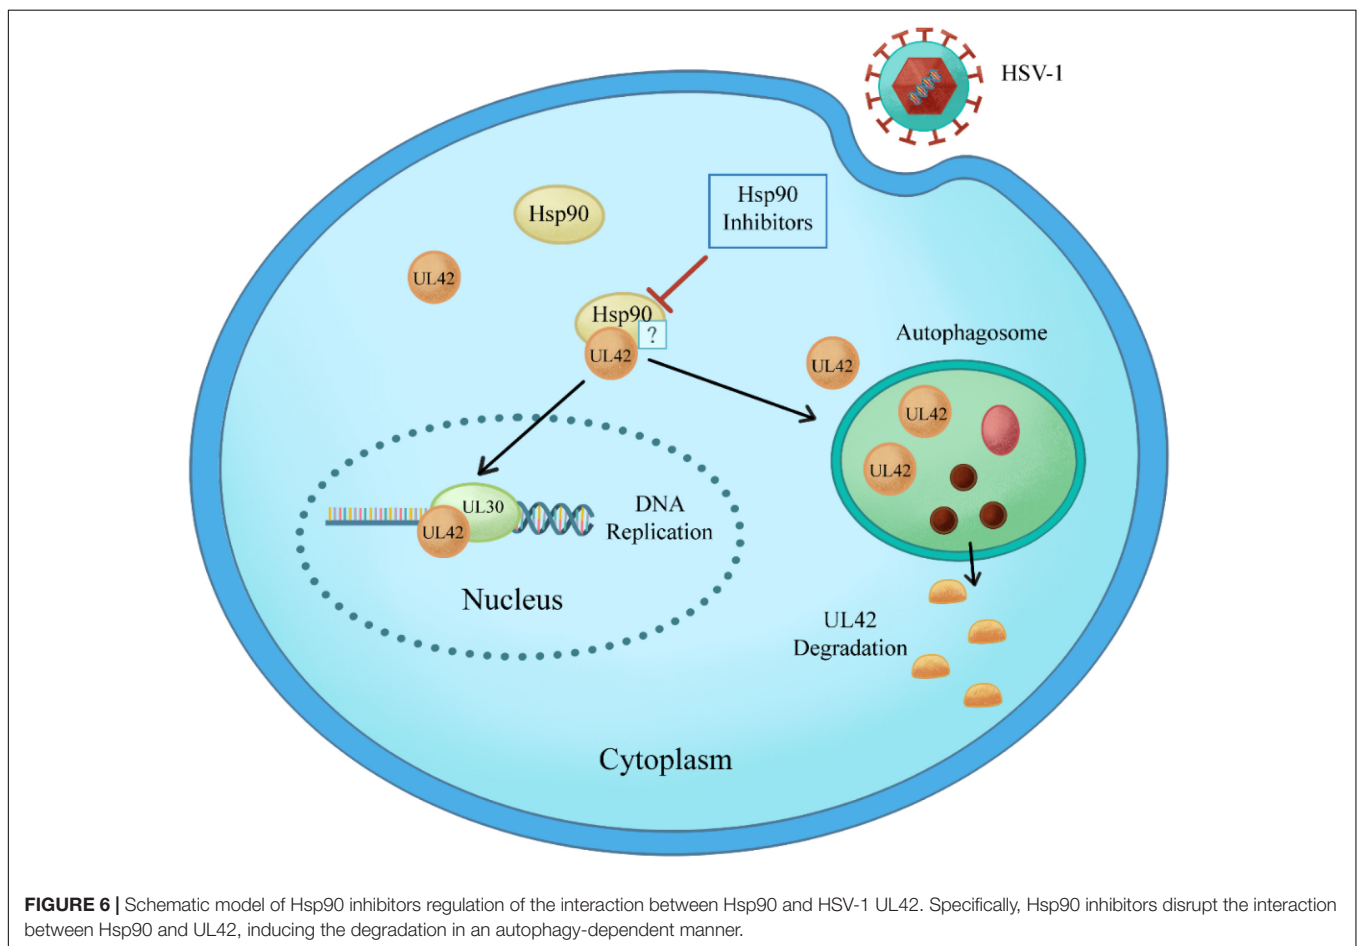 HSV-1
Hsp90
Inhibitors
Hsp90
UL42
Hsp90
?
UL42
Autophagosome
UL42
UL42
UL42
UL30
UL42
DNA
Replication
Nucleus
UL42
Degradation
Cytoplasm
FIGURE 6 | Schematic model of Hsp90 inhibitors regulation of the interaction between Hsp90 and HSV-1 UL42. Specifically, Hsp90 inhibitors disrupt the interaction
between Hsp90 and UL42, inducing the degradation in an autophagy-dependent manner.